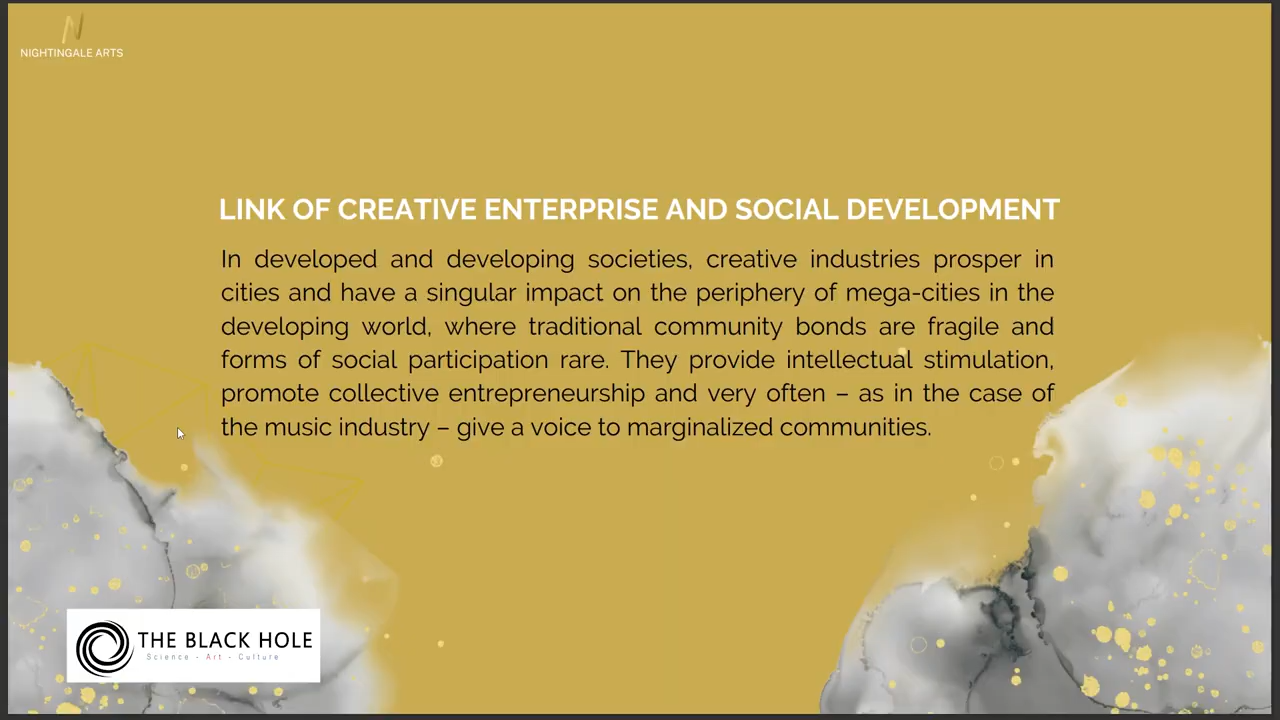 N
NIGHTINGALE ARTS
LINK OF CREATIVE ENTERPRISE AND SOCIAL DEVELOPMENT
In developed and developing societies, creative industries prosper in
cities and have a singular impact on the periphery of mega-cities in the
developing world, where traditional community bonds are fragile and
forms of social participation rare. They provide intellectual stimulation,
promote collective entrepreneurship and very often – as in the case of
the music industry – give a voice to marginalized communities.
THE BLACK HOLE
Science - Art - Culture